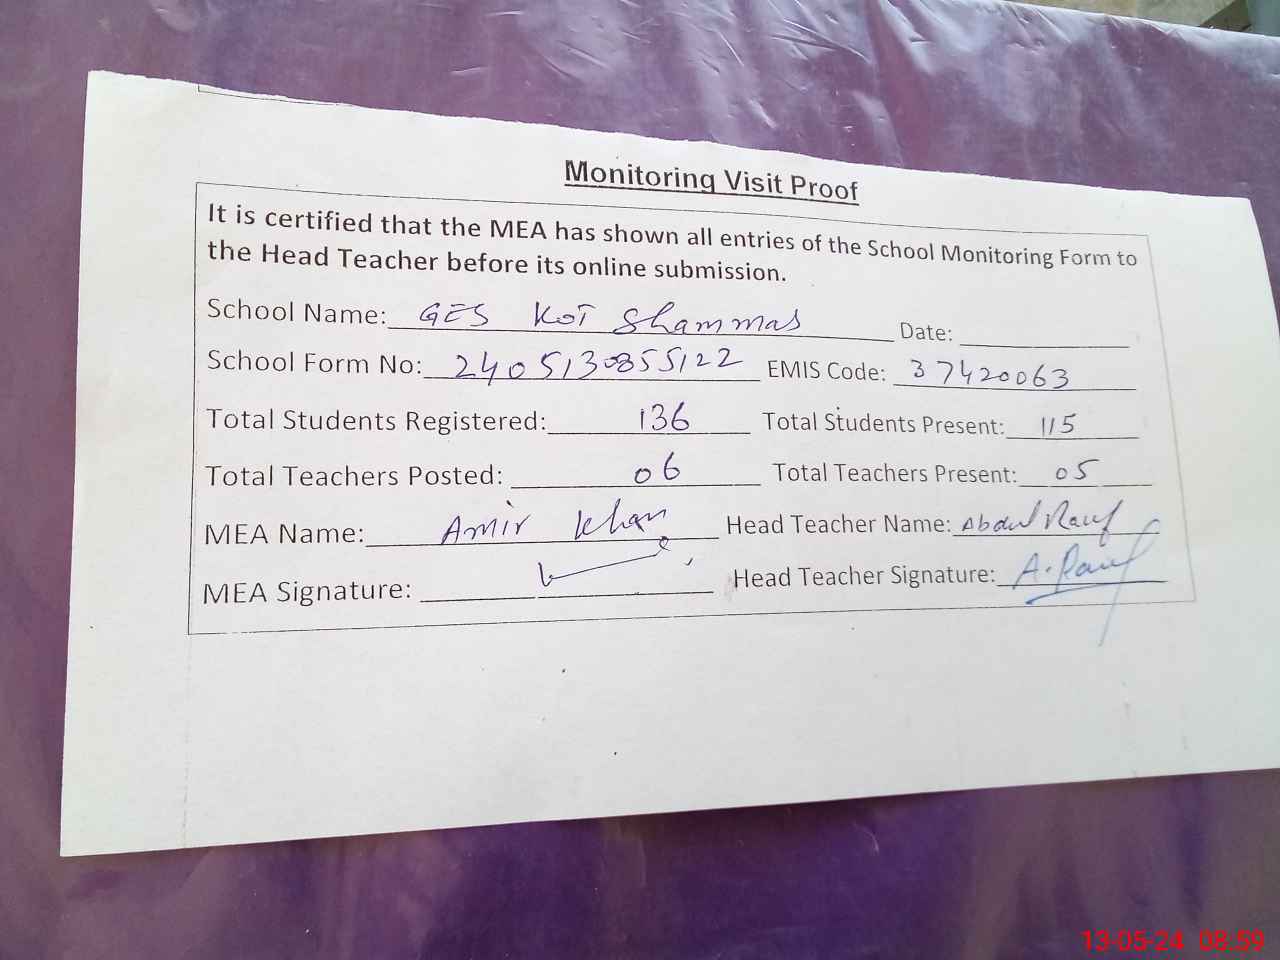 Monitoring Visit Proof
It is certified that the MEA has shown all entries of the School Monitoring Form to
the Head Teacher before its online submission.
School Name: GES Kot Shammas Date:
School Form No: 2405130855122 EMIS Code: 37420063
Total Students Registered: 136 Total Students Present: 115
Total Teachers Posted: 06 Total Teachers Present: 05
MEA Name: Amir Khan Head Teacher Name: Abdul Rauf
MEA Signature: Head Teacher Signature: A. Rauf
13-05-24 08:59